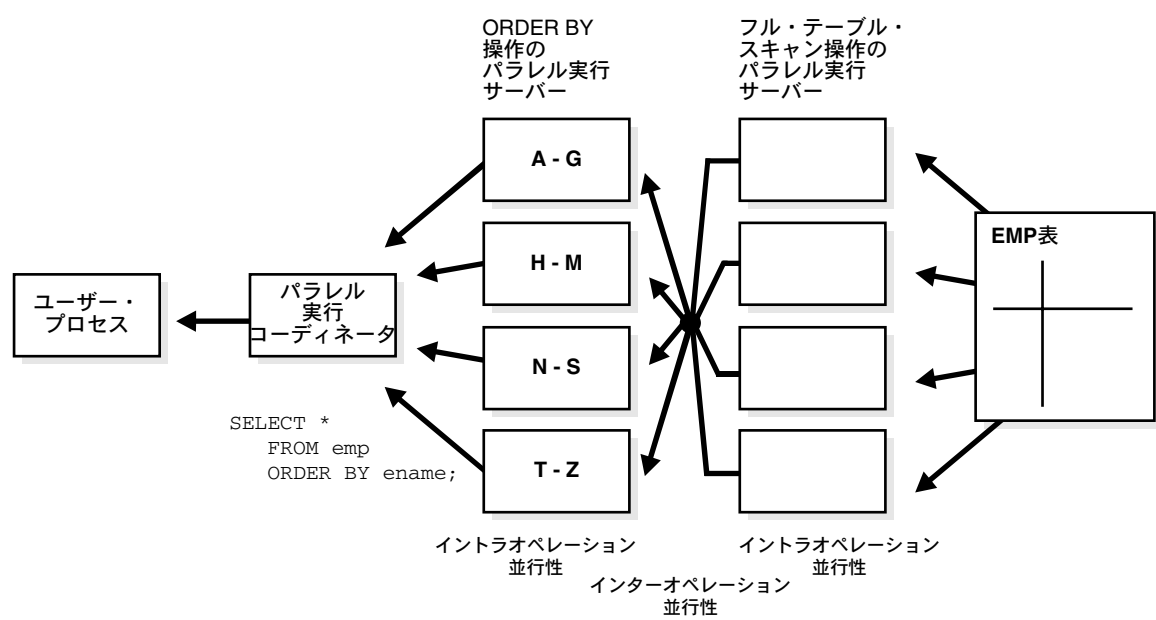 ORDER BY
操作の
パラレル実行
サーバー
フル・テーブル・
スキャン操作の
パラレル実行
サーバー
A - G
H - M
N - S
T - Z
EMP表
ユーザー・
プロセス
パラレル
実行
コーディネータ
SELECT *
FROM emp
ORDER BY ename;
イントラオペレーション
並行性
インターオペレーション
並行性
イントラオペレーション
並行性